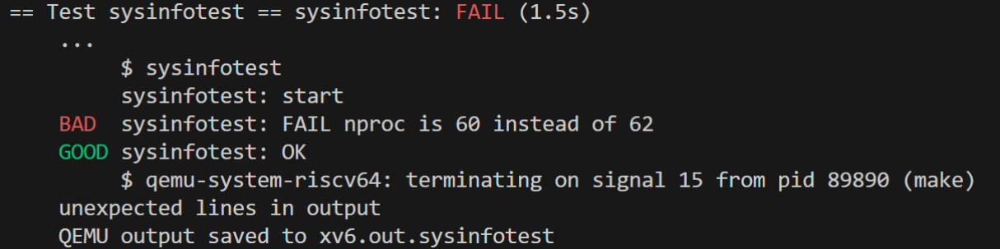 == Test sysinfotest == sysinfotest: FAIL (1.5s)
...
$ sysinfotest
sysinfotest: start
BAD sysinfotest: FAIL nproc is 60 instead of 62
GOOD sysinfotest: OK
$ qemu-system-riscv64: terminating on signal 15 from pid 89890 (make)
unexpected lines in output
QEMU output saved to xv6.out.sysinfotest